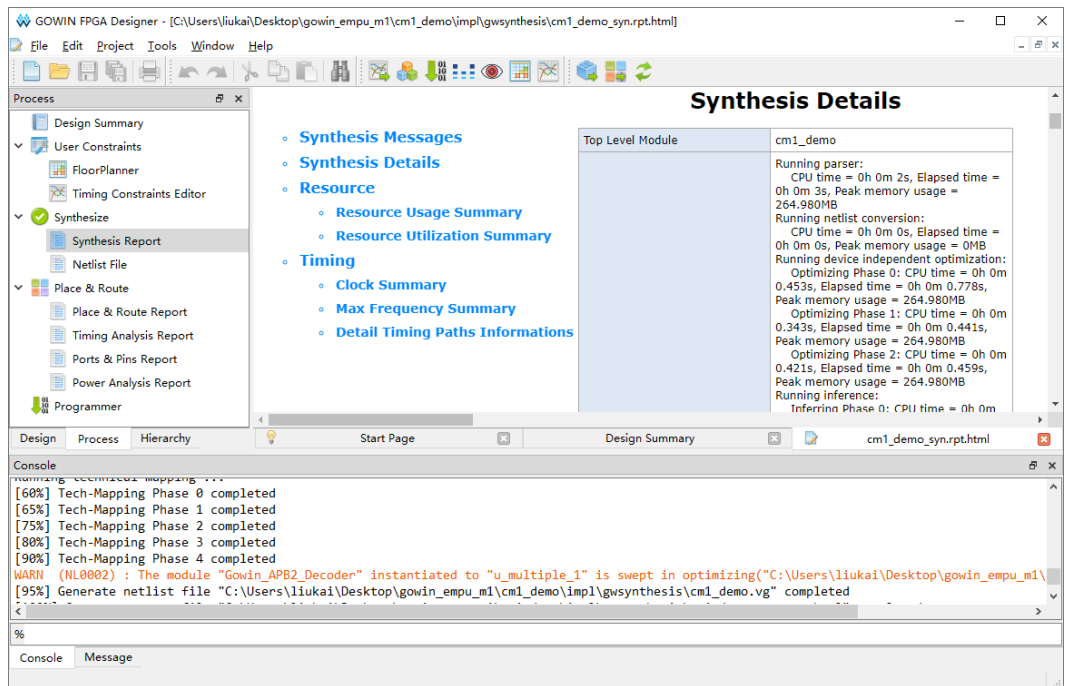 GOWIN FPGA Designer - [C:\Users\liukai\Desktop\gowin_empu_m1\cm1_demo\impl\gwsynthesis\cm1_demo_syn.rpt.html]
File Edit Project Tools Window Help
Process
Design Summary
User Constraints
FloorPlanner
Timing Constraints Editor
Synthesize
Synthesis Report
Netlist File
Place & Route
Place & Route Report
Timing Analysis Report
Ports & Pins Report
Power Analysis Report
Programmer
Design Process Hierarchy
Synthesis Messages
Synthesis Details
Resource
Resource Usage Summary
Resource Utilization Summary
Timing
Clock Summary
Max Frequency Summary
Detail Timing Paths Informations
Synthesis Details
Top Level Module cm1_demo
Running parser:
CPU time = 0h 0m 2s, Elapsed time =
0h 0m 3s, Peak memory usage =
264.980MB
Running netlist conversion:
CPU time = 0h 0m 0s, Elapsed time =
0h 0m 0s, Peak memory usage = 0MB
Running device independent optimization:
Optimizing Phase 0: CPU time = 0h 0m
0.453s, Elapsed time = 0h 0m 0.778s,
Peak memory usage = 264.980MB
Optimizing Phase 1: CPU time = 0h 0m
0.343s, Elapsed time = 0h 0m 0.441s,
Peak memory usage = 264.980MB
Optimizing Phase 2: CPU time = 0h 0m
0.421s, Elapsed time = 0h 0m 0.459s,
Peak memory usage = 264.980MB
Running inference:
Inferring Phase 0: CPU time = 0h 0m
Start Page Design Summary cm1_demo_syn.rpt.html
Console
Running technical mapping ...
[60%] Tech-Mapping Phase 0 completed
[65%] Tech-Mapping Phase 1 completed
[75%] Tech-Mapping Phase 2 completed
[80%] Tech-Mapping Phase 3 completed
[90%] Tech-Mapping Phase 4 completed
WARN (NL0002) : The module "Gowin_APB2_Decoder" instantiated to "u_multiple_1" is swept in optimizing("C:\Users\liukai\Desktop\gowin_empu_m1\
[95%] Generate netlist file "C:\Users\liukai\Desktop\gowin_empu_m1\cm1_demo\impl\gwsynthesis\cm1_demo.vg" completed
%
Console Message